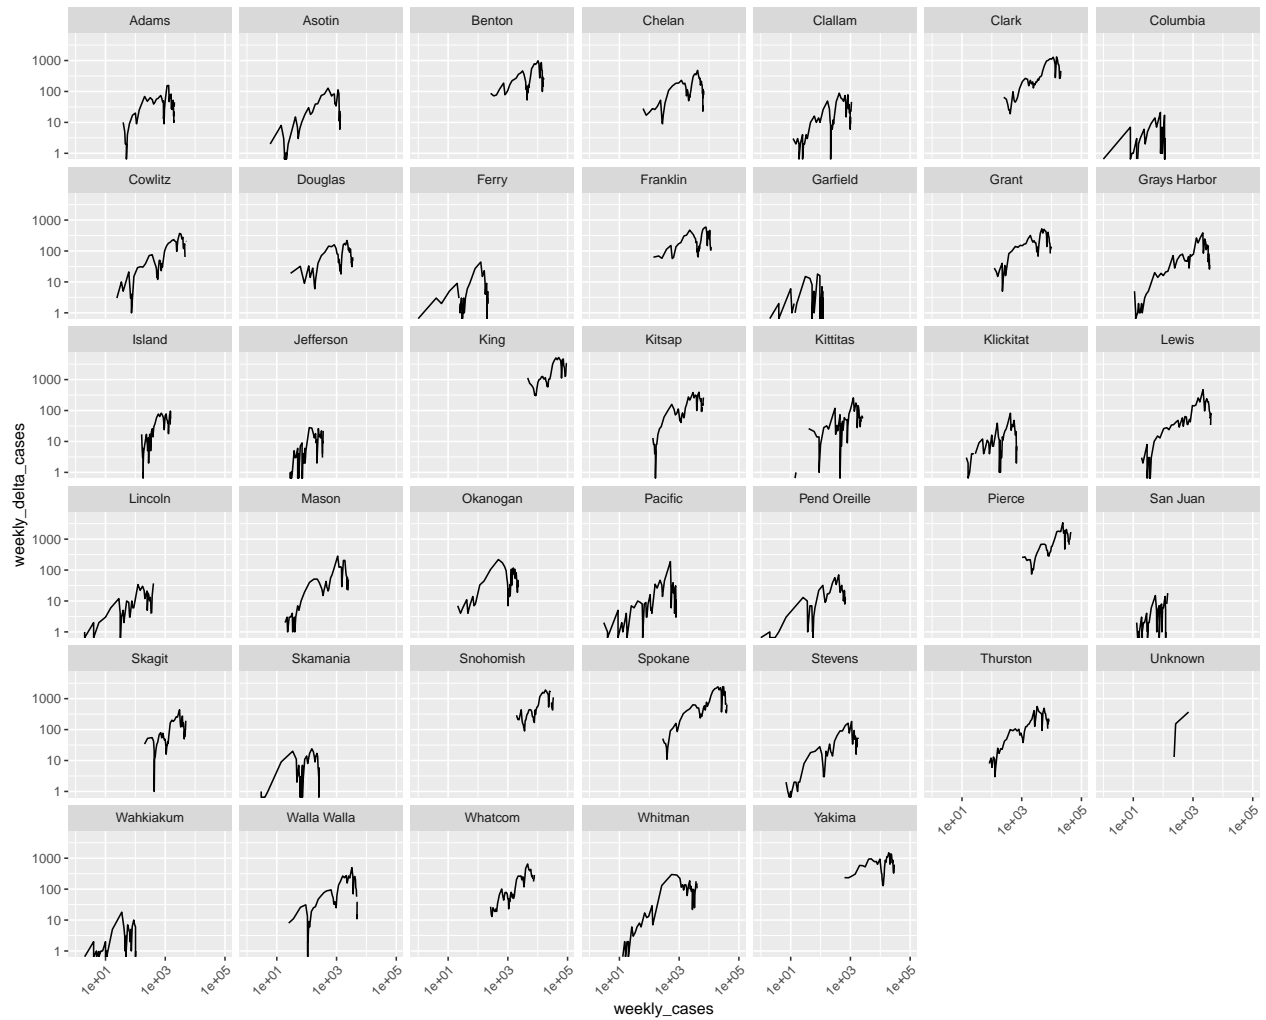 Adams Asotin Benton Chelan Clallam Clark Columbia
1000
100
10
1
Cowlitz Douglas Ferry Franklin Garfield Grant Grays Harbor
1000
100
10
1
Island Jefferson King Kitsap Kittitas Klickitat Lewis
1000
100
10
1
weekly_delta_cases
Lincoln Mason Okanogan Pacific Pend Oreille Pierce San Juan
1000
100
10
1
Skagit Skamania Snohomish Spokane Stevens Thurston Unknown
1000
100
10
1
1e+01 1e+03 1e+05 1e+01 1e+03 1e+05
Wahkiakum Walla Walla Whatcom Whitman Yakima
1000
100
10
1
1e+01 1e+03 1e+05 1e+01 1e+03 1e+05 1e+01 1e+03 1e+05 1e+01 1e+03 1e+05 1e+01 1e+03 1e+05
weekly_cases